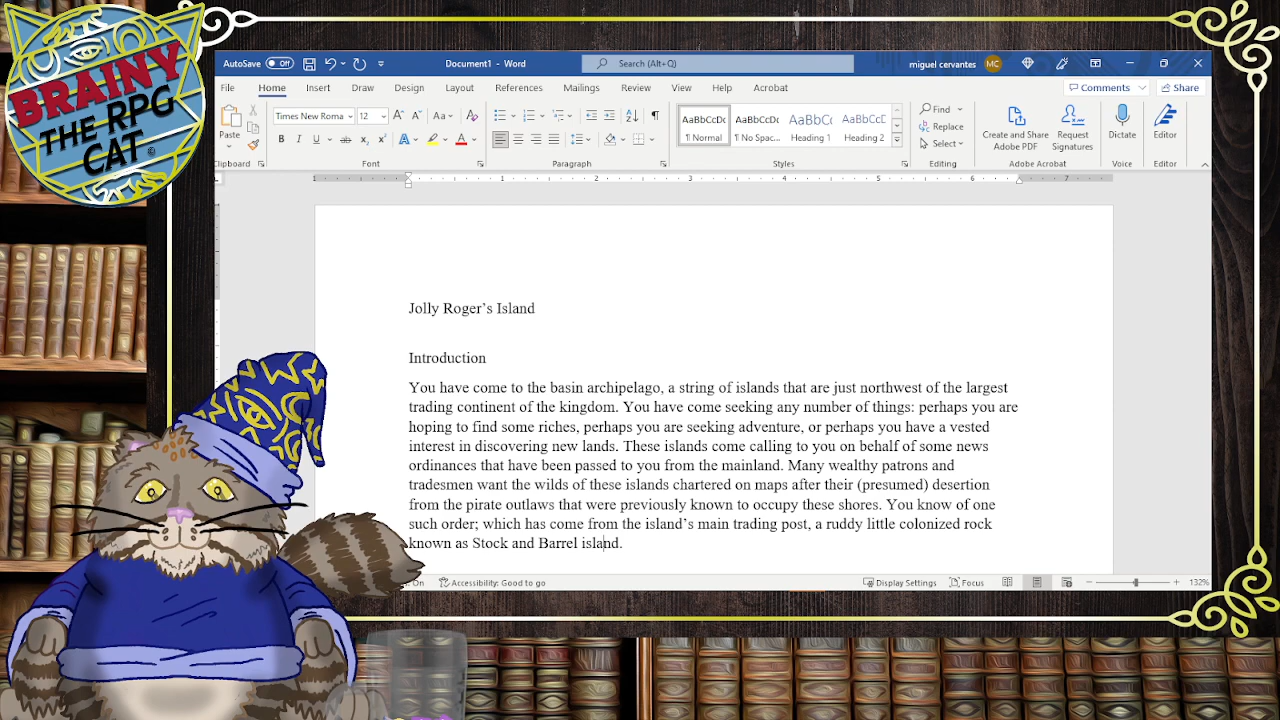 BRAINY
THE RPG
CAT
AutoSave Off
Document1 - Word
Search (Alt+Q)
miguel cervantes MC
File Home Insert Draw Design Layout References Mailings Review View Help Acrobat
Comments Share
Paste
Clipboard
Times New Roma 12
Font
Paragraph
AaBbCcDc AaBbCcDc AaBbCc AaBbCcC
¶ Normal ¶ No Spac... Heading 1 Heading 2
Styles
Find
Replace
Select
Editing
Create and Share
Adobe PDF
Request
Signatures
Adobe Acrobat
Dictate
Voice
Editor
Editor
1 1 2 3 4 5 6 7
Jolly Roger’s Island
Introduction
You have come to the basin archipelago, a string of islands that are just northwest of the largest
trading continent of the kingdom. You have come seeking any number of things: perhaps you are
hoping to find some riches, perhaps you are seeking adventure, or perhaps you have a vested
interest in discovering new lands. These islands come calling to you on behalf of some news
ordinances that have been passed to you from the mainland. Many wealthy patrons and
tradesmen want the wilds of these islands chartered on maps after their (presumed) desertion
from the pirate outlaws that were previously known to occupy these shores. You know of one
such order; which has come from the island’s main trading post, a ruddy little colonized rock
known as Stock and Barrel island.
On Accessibility: Good to go
Display Settings Focus 132%